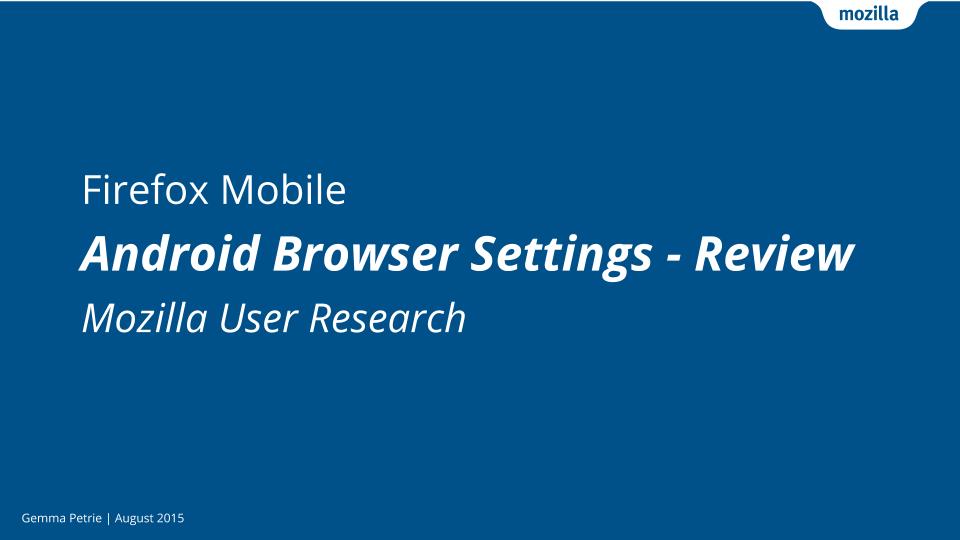 mozilla
Firefox Mobile
Android Browser Settings - Review
Mozilla User Research
Gemma Petrie | August 2015